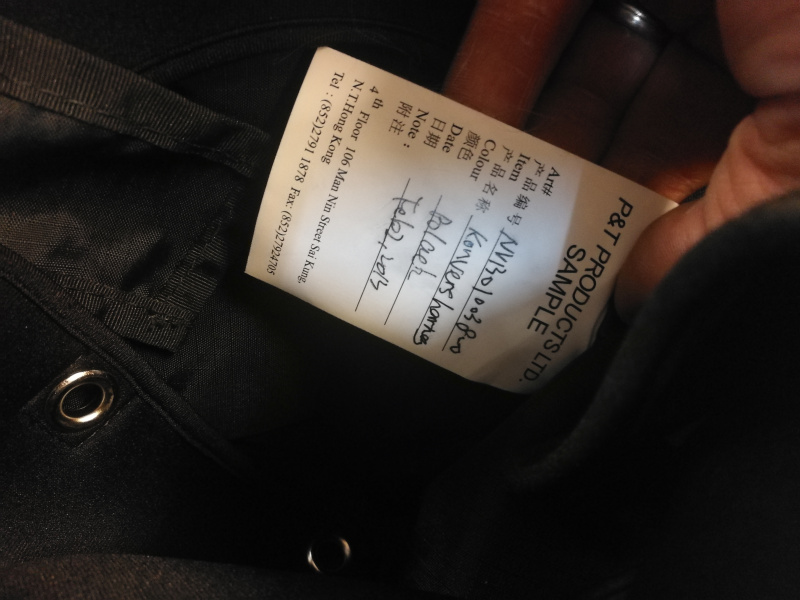 P&T PRODUCTS LTD.
SAMPLE
Art# 产品编号
Item 产品名称
Colour 颜色 Black
Date 日期 Feb 2, 2013
Note : 附注 :
4 th Floor 106 Man Nin Street Sai Kung,
N.T.Hong Kong
Tel : (852)2791 1878 Fax: (852)27924705